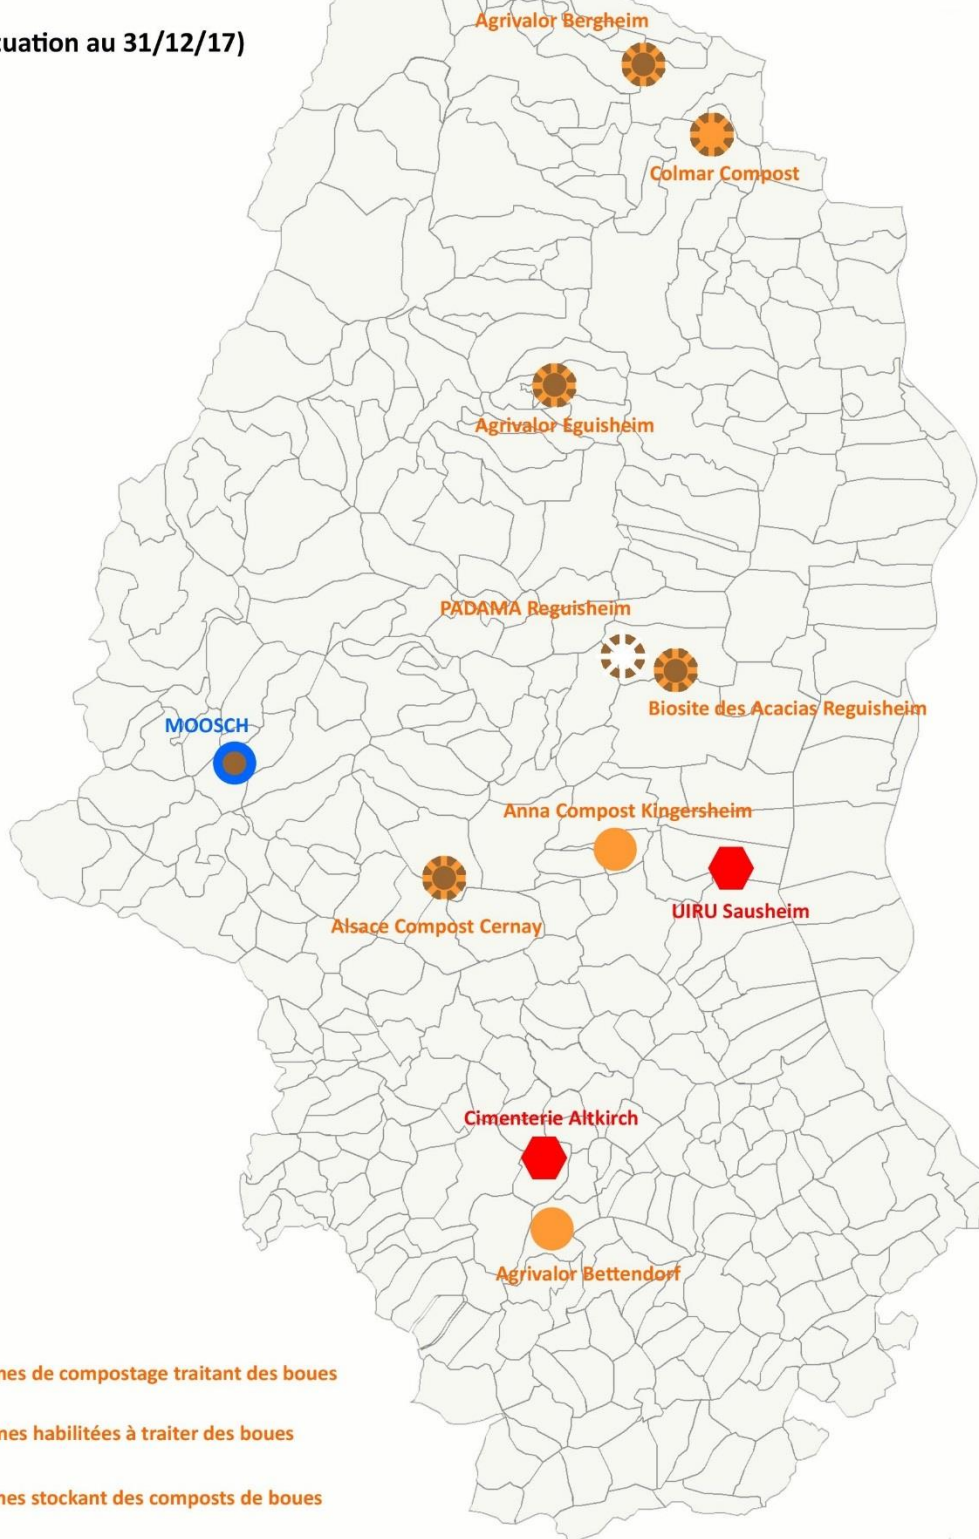 Agrivalor Bergheim
tuation au 31/12/17)
Colmar Compost
Agrivalor Eguisheim
PADAMA Reguisheim
Biosite des Acacias Reguisheim
MOOSCH
Anna Compost Kingersheim
UIRU Sausheim
Alsace Compost Cernay
Cimenterie Altkirch
Agrivalor Bettendorf
nes de compostage traitant des boues
nes habilitées à traiter des boues
nes stockant des composts de boues